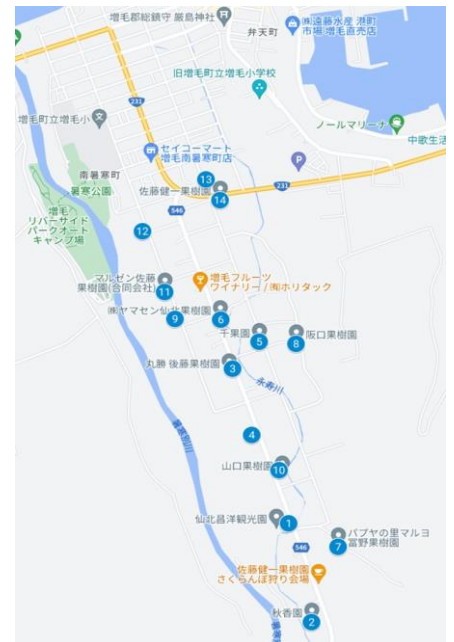 増毛郡総鎮守 厳島神社
弁天町
㈱遠藤水産 港町
市場 増毛直売店
旧増毛町立増毛小学校
231
増毛町立増毛小
ノールマリーナ
中歌生活
セイコーマート
増毛南暑寒町店
P
南暑寒町
暑寒公園
佐藤健一果樹園
13
231
14
増毛
リバーサイド
パークオート
キャンプ場
546
12
マルゼン佐藤
果樹園(合同会社)
11
増毛フルーツ
ワイナリー / ㈲ホリタック
㈱ヤマセン仙北果樹園
9
6
千果園
5
阪口果樹園
8
丸勝 後藤果樹園
3
永寿川
暑寒別川
4
山口果樹園
10
仙北昌洋観光園
1
546
パプヤの里マルヨ
冨野果樹園
7
佐藤健一果樹園
さくらんぼ狩り会場
秋香園
2